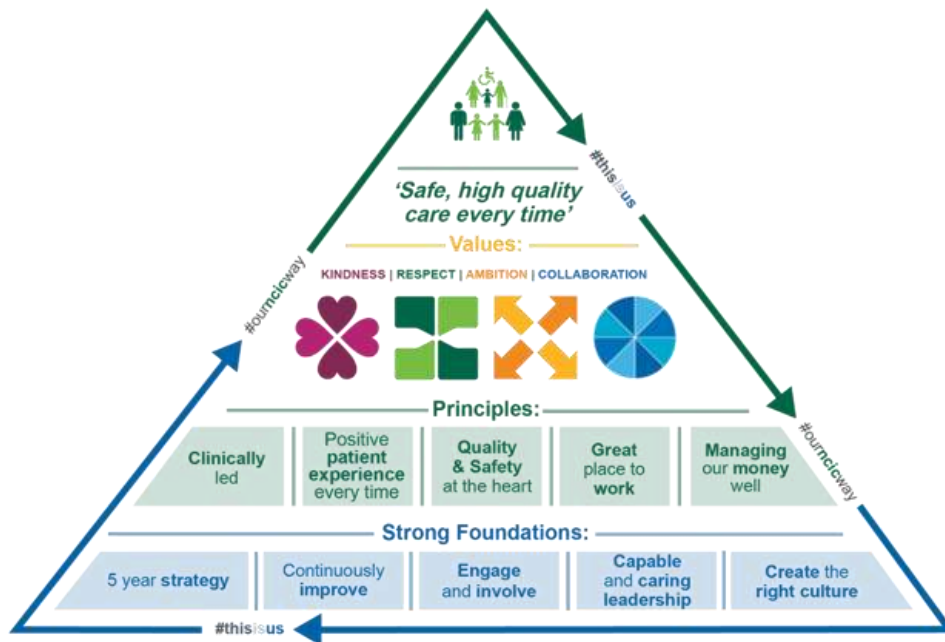 #thisisus
'Safe, high quality
care every time'
Values:
KINDNESS | RESPECT | AMBITION | COLLABORATION
#ourncicway
Principles:
Clinically
led
Positive
patient
experience
every time
Quality
& Safety
at the heart
Great
place to
work
Managing
our money
well
#ourncicway
Strong Foundations:
5 year strategy
Continuously
improve
Engage
and involve
Capable
and caring
leadership
Create the
right culture
#thisisus